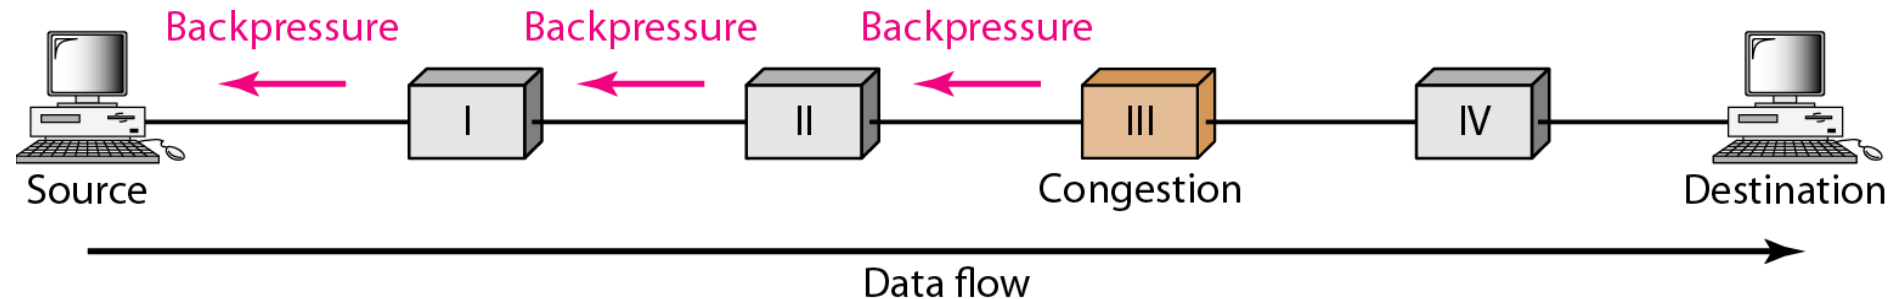 Backpressure Backpressure Backpressure
I II III IV
Source Congestion Destination
Data flow